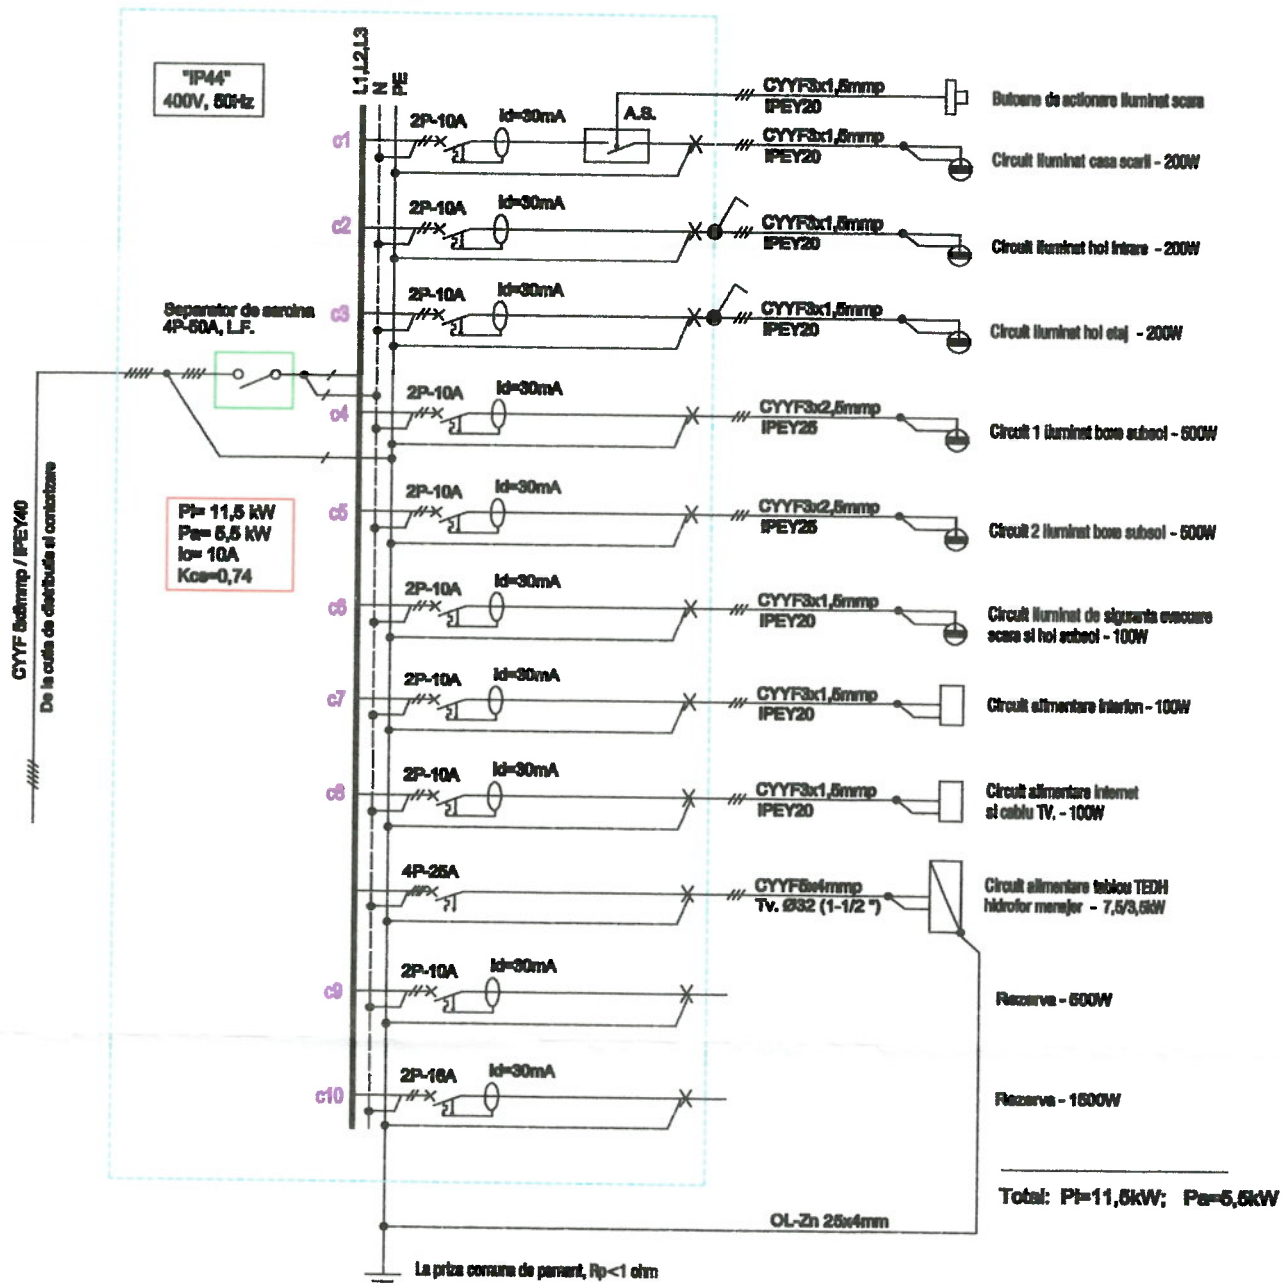 "IP44"
400V, 50Hz
L1,L2,L3
N
PE
c1
2P-10A
Id=30mA
A.S.
CYYF3x1,5mmp
IPEY20
Butoane de actionare iluminat scara
CYYF3x1,5mmp
IPEY20
Circuit iluminat casa scarii - 200W
c2
2P-10A
Id=30mA
CYYF3x1,5mmp
IPEY20
Circuit iluminat hol intrare - 200W
c3
2P-10A
Id=30mA
CYYF3x1,5mmp
IPEY20
Circuit iluminat hol etaj - 200W
Separator de sarcina
4P-50A, L.F.
c4
2P-10A
Id=30mA
CYYF3x2,5mmp
IPEY25
Circuit 1 iluminat boxe subsol - 600W
CYYF 5x6mmp / IPEY40
De la cutia de distributie si contorizare
Pi= 11,5 kW
Pa= 5,5 kW
Ic= 10A
Kcs=0,74
c5
2P-10A
Id=30mA
CYYF3x2,5mmp
IPEY25
Circuit 2 iluminat boxe subsol - 600W
c6
2P-10A
Id=30mA
CYYF3x1,5mmp
IPEY20
Circuit iluminat de siguranta evacuare
scara si hol subsol - 100W
c7
2P-10A
Id=30mA
CYYF3x1,5mmp
IPEY20
Circuit alimentare interfon - 100W
c8
2P-10A
Id=30mA
CYYF3x1,5mmp
IPEY20
Circuit alimentare internet
si cablu TV. - 100W
4P-25A
CYYF5x4mmp
Tv. Ø32 (1-1/2 ")
Circuit alimentare tablou TEDH
hidrofor menajer - 7,5/3,5kW
c9
2P-10A
Id=30mA
Rezerva - 500W
c10
2P-16A
Id=30mA
Rezerva - 1500W
Total: Pi=11,5kW; Pa=5,5kW
OL-Zn 25x4mm
La priza comuna de pamant, Rp<1 ohm